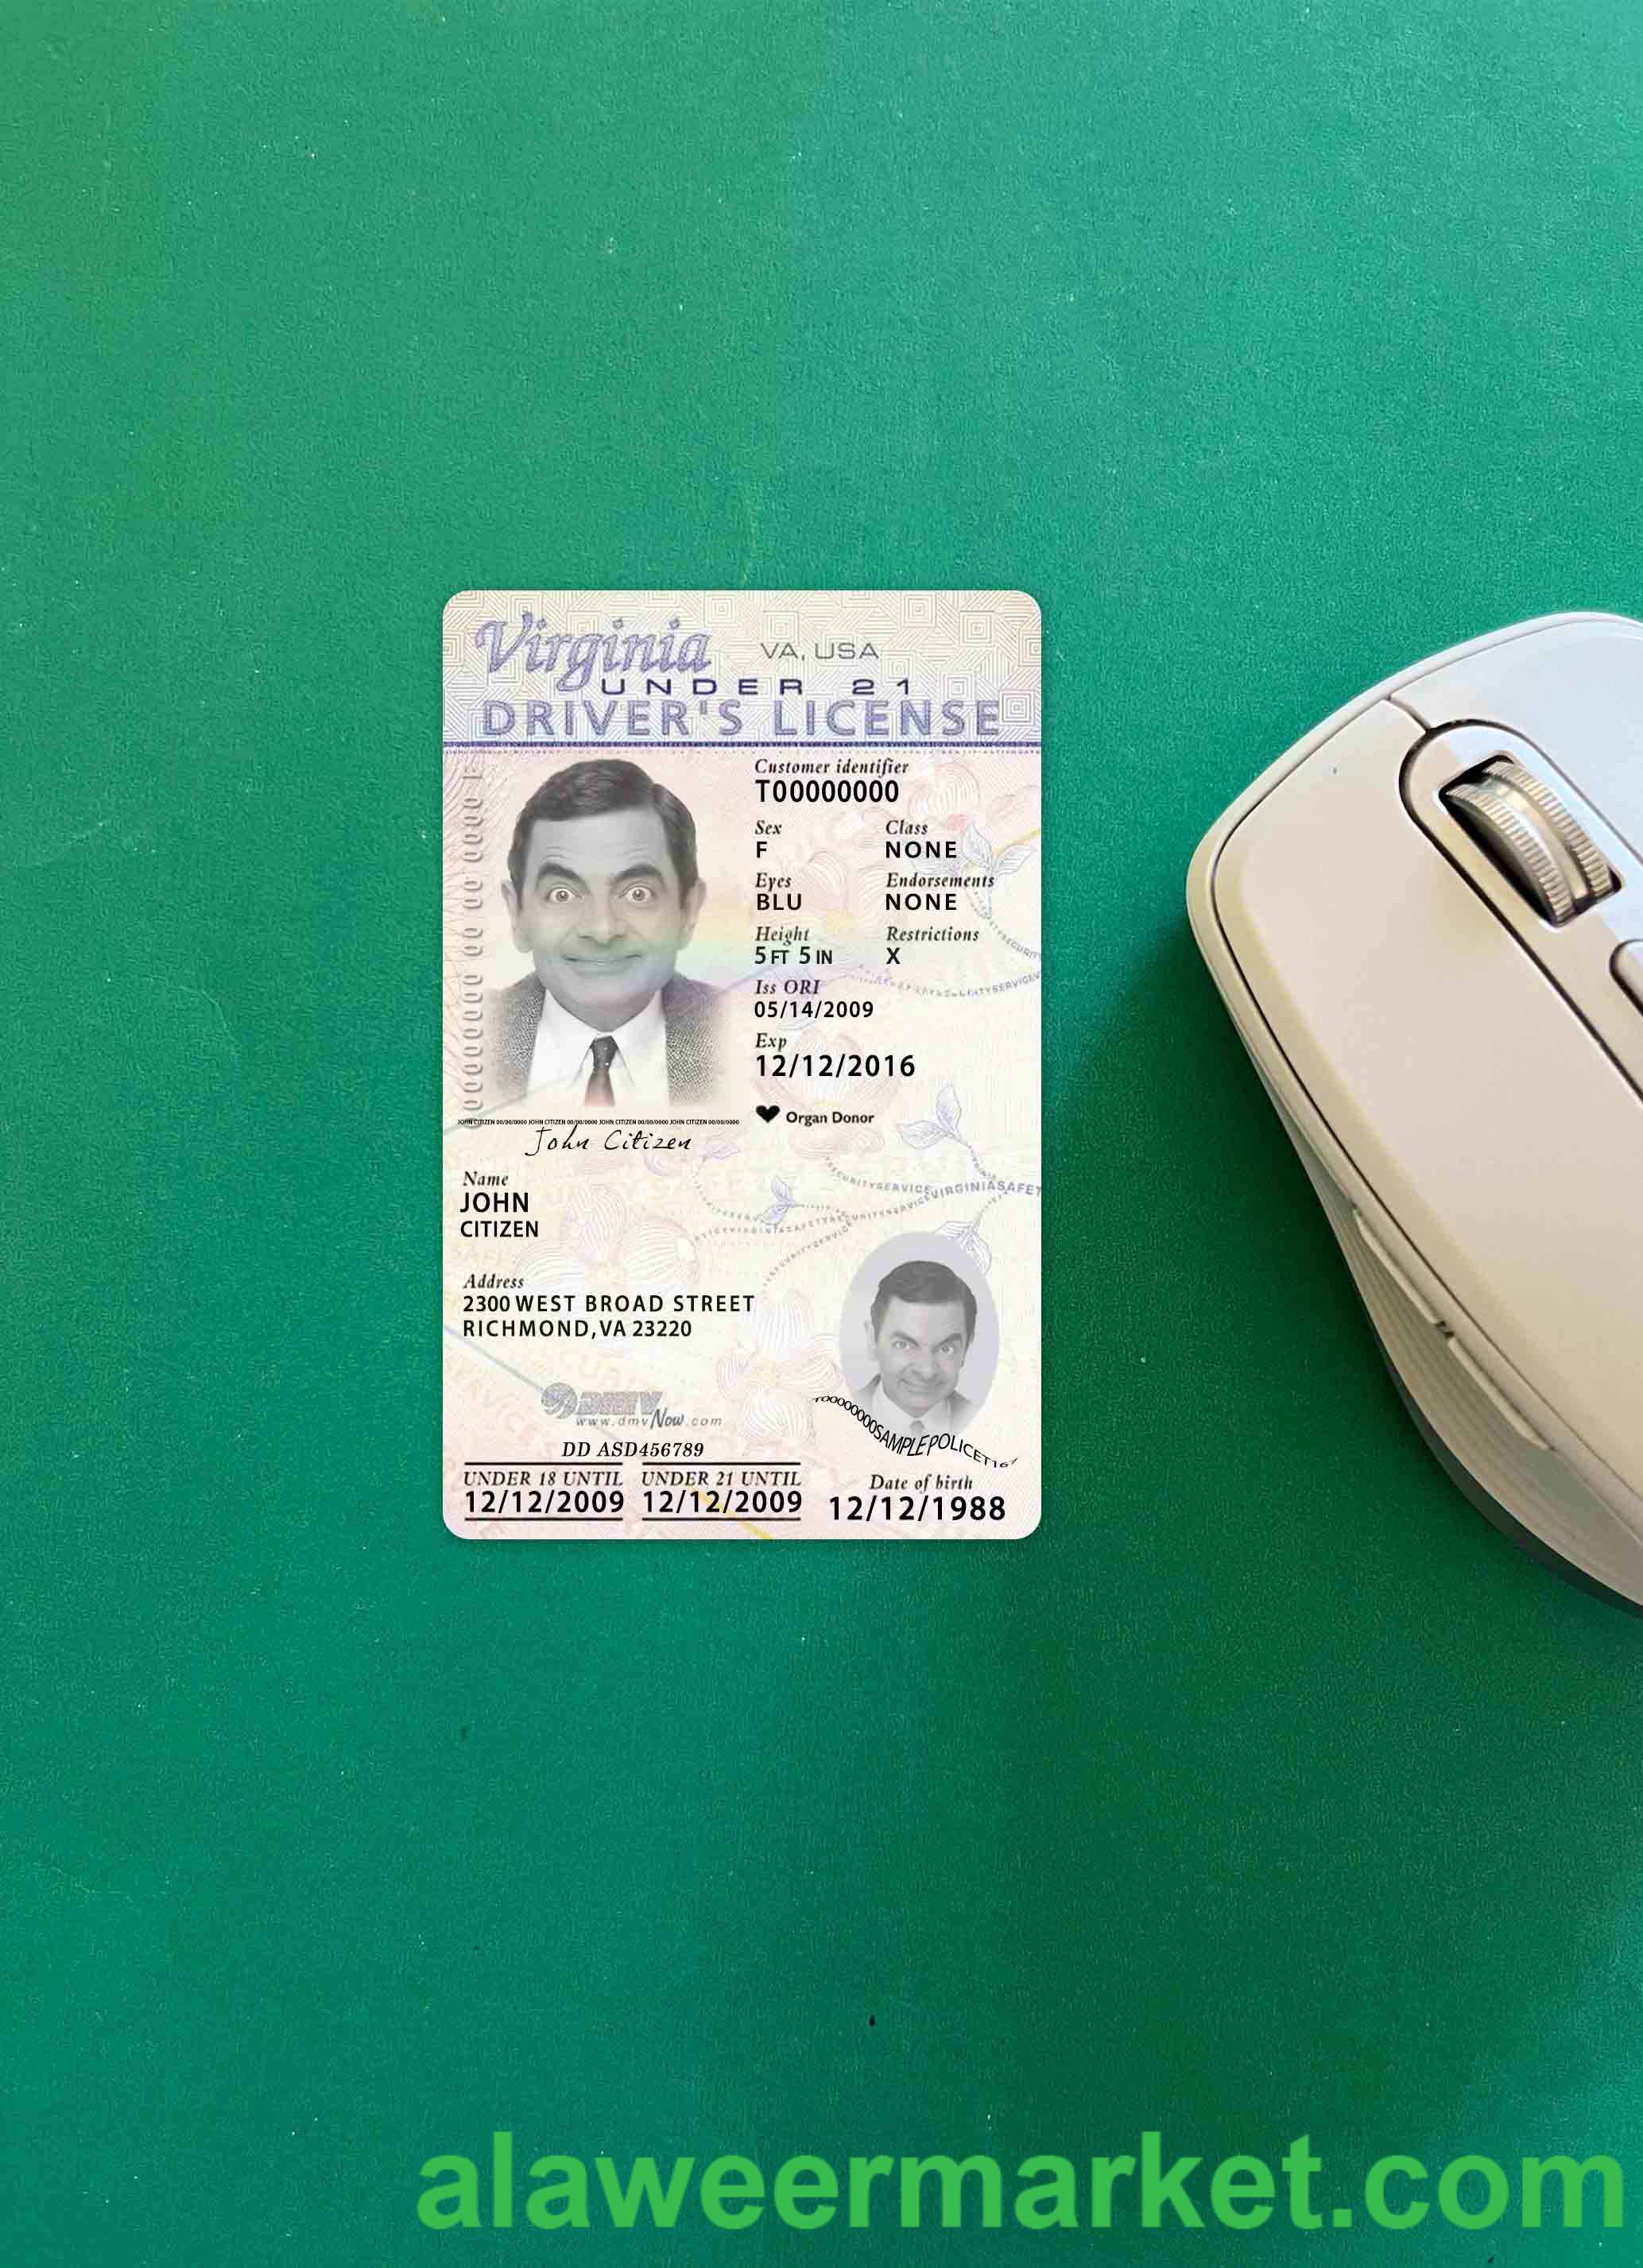 Virginia VA, USA
UNDER 21
DRIVER'S LICENSE
Customer identifier
T00000000
Sex Class
F NONE
Eyes Endorsements
BLU NONE
Height Restrictions
5 FT 5 IN X
Iss ORI
05/14/2009
Exp
12/12/2016
Organ Donor
JOHN CITIZEN 00/00/0000 JOHN CITIZEN 00/00/0000 JOHN CITIZEN 00/00/0000 JOHN CITIZEN 00/00/0000
John Citizen
Name
JOHN
CITIZEN
Address
2300 WEST BROAD STREET
RICHMOND,VA 23220
DMV
www.dmvNow.com
DD ASD456789
UNDER 18 UNTIL UNDER 21 UNTIL Date of birth
12/12/2009 12/12/2009 12/12/1988
alaweermarket.com